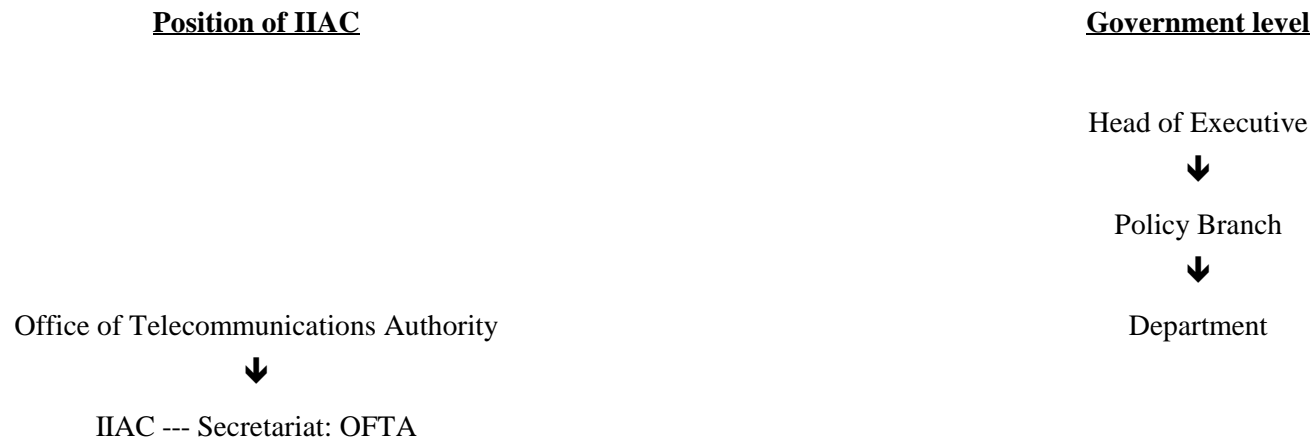 Position of IIAC Government level
Head of Executive
🡻
Policy Branch
🡻
Office of Telecommunications Authority Department
🡻
IIAC --- Secretariat: OFTA